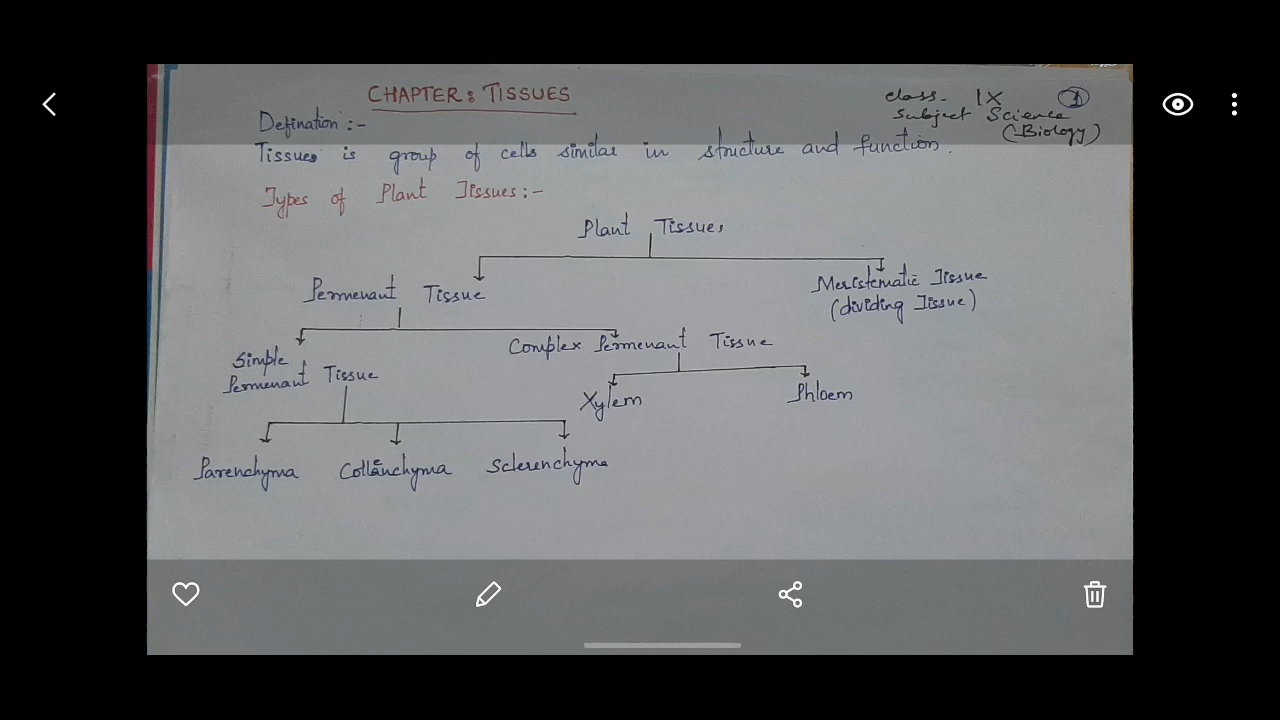 CHAPTER: TISSUES
class- IX 1
Subject Science
(Biology)
Defination :-
Tissues is group of cells similar in structure and function.
Types of Plant Tissues:-
Plant Tissues
Permenant Tissue
Meristematic Tissue
(dividing Tissue)
Simple
Permenant Tissue
Complex Permenant Tissue
Xylem Phloem
Parenchyma Collenchyma Sclerenchyma